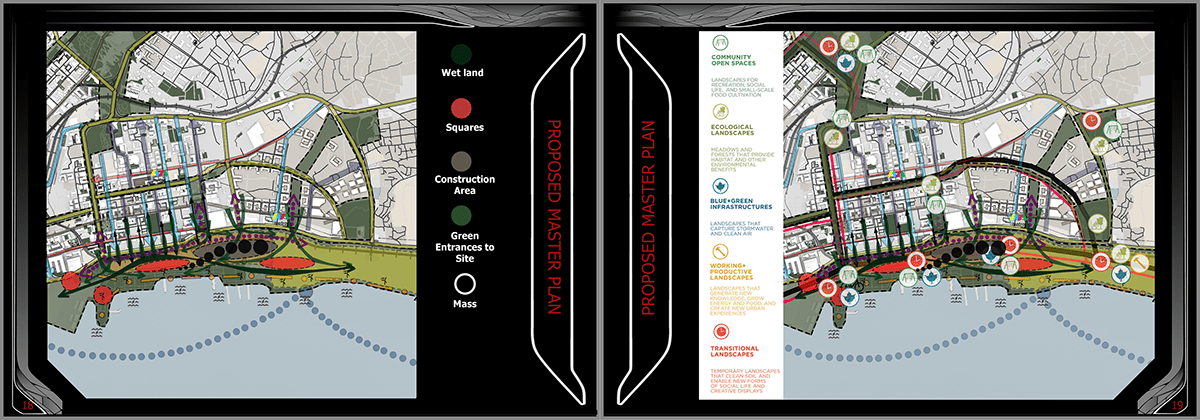 Wet land
Squares
Construction
Area
Green
Entrances to
Site
Mass
PROPOSED MASTER PLAN
18
PROPOSED MASTER PLAN
COMMUNITY
OPEN SPACES
LANDSCAPES FOR
RECREATION, SOCIAL
LIFE, AND SMALL-SCALE
FOOD CULTIVATION
ECOLOGICAL
LANDSCAPES
MEADOWS AND
FORESTS THAT PROVIDE
HABITAT AND OTHER
ENVIRONMENTAL
BENEFITS
BLUE+GREEN
INFRASTRUCTURES
LANDSCAPES THAT
CAPTURE STORMWATER
AND CLEAN AIR
WORKING+
PRODUCTIVE
LANDSCAPES
LANDSCAPES THAT
GENERATE NEW
KNOWLEDGE, GROW
ENERGY AND FOOD, AND
CREATE NEW URBAN
EXPERIENCES
TRANSITIONAL
LANDSCAPES
TEMPORARY LANDSCAPES
THAT CLEAN SOIL AND
ENABLE NEW FORMS
OF SOCIAL LIFE AND
CREATIVE DISPLAYS
19